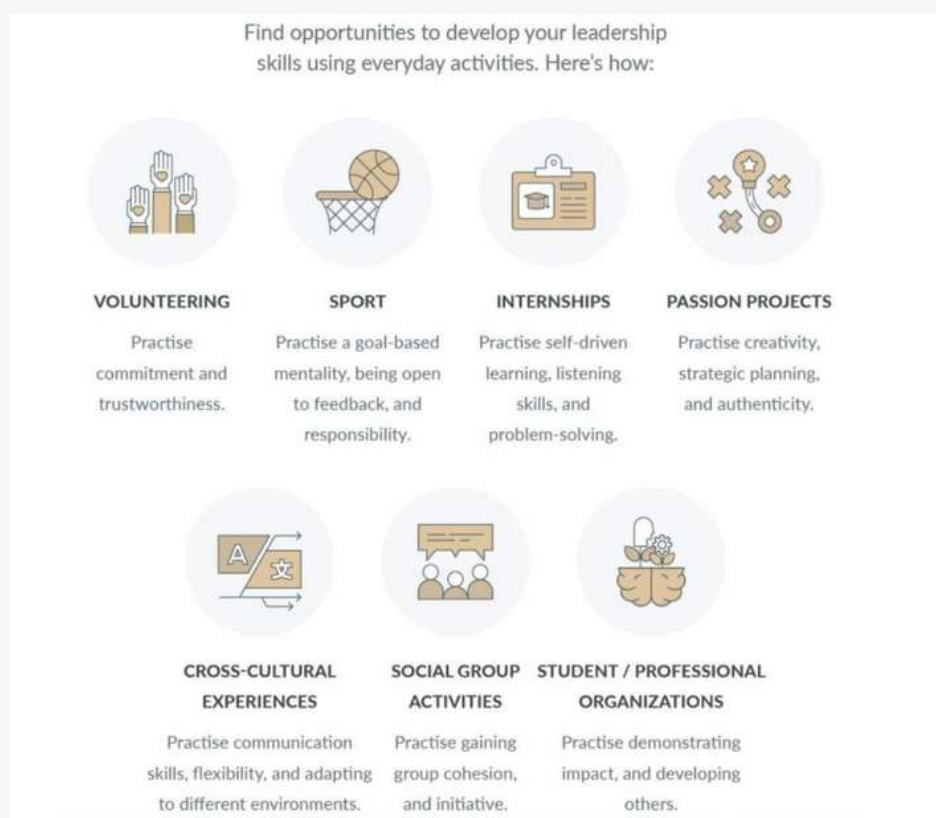 Find opportunities to develop your leadership
skills using everyday activities. Here's how:
VOLUNTEERING
Practise
commitment and
trustworthiness.
SPORT
Practise a goal-based
mentality, being open
to feedback, and
responsibility.
INTERNSHIPS
Practise self-driven
learning, listening
skills, and
problem-solving.
PASSION PROJECTS
Practise creativity,
strategic planning,
and authenticity.
A
文
CROSS-CULTURAL
EXPERIENCES
Practise communication
skills, flexibility, and adapting
to different environments.
SOCIAL GROUP
ACTIVITIES
Practise gaining
group cohesion,
and initiative.
STUDENT / PROFESSIONAL
ORGANIZATIONS
Practise demonstrating
impact, and developing
others.